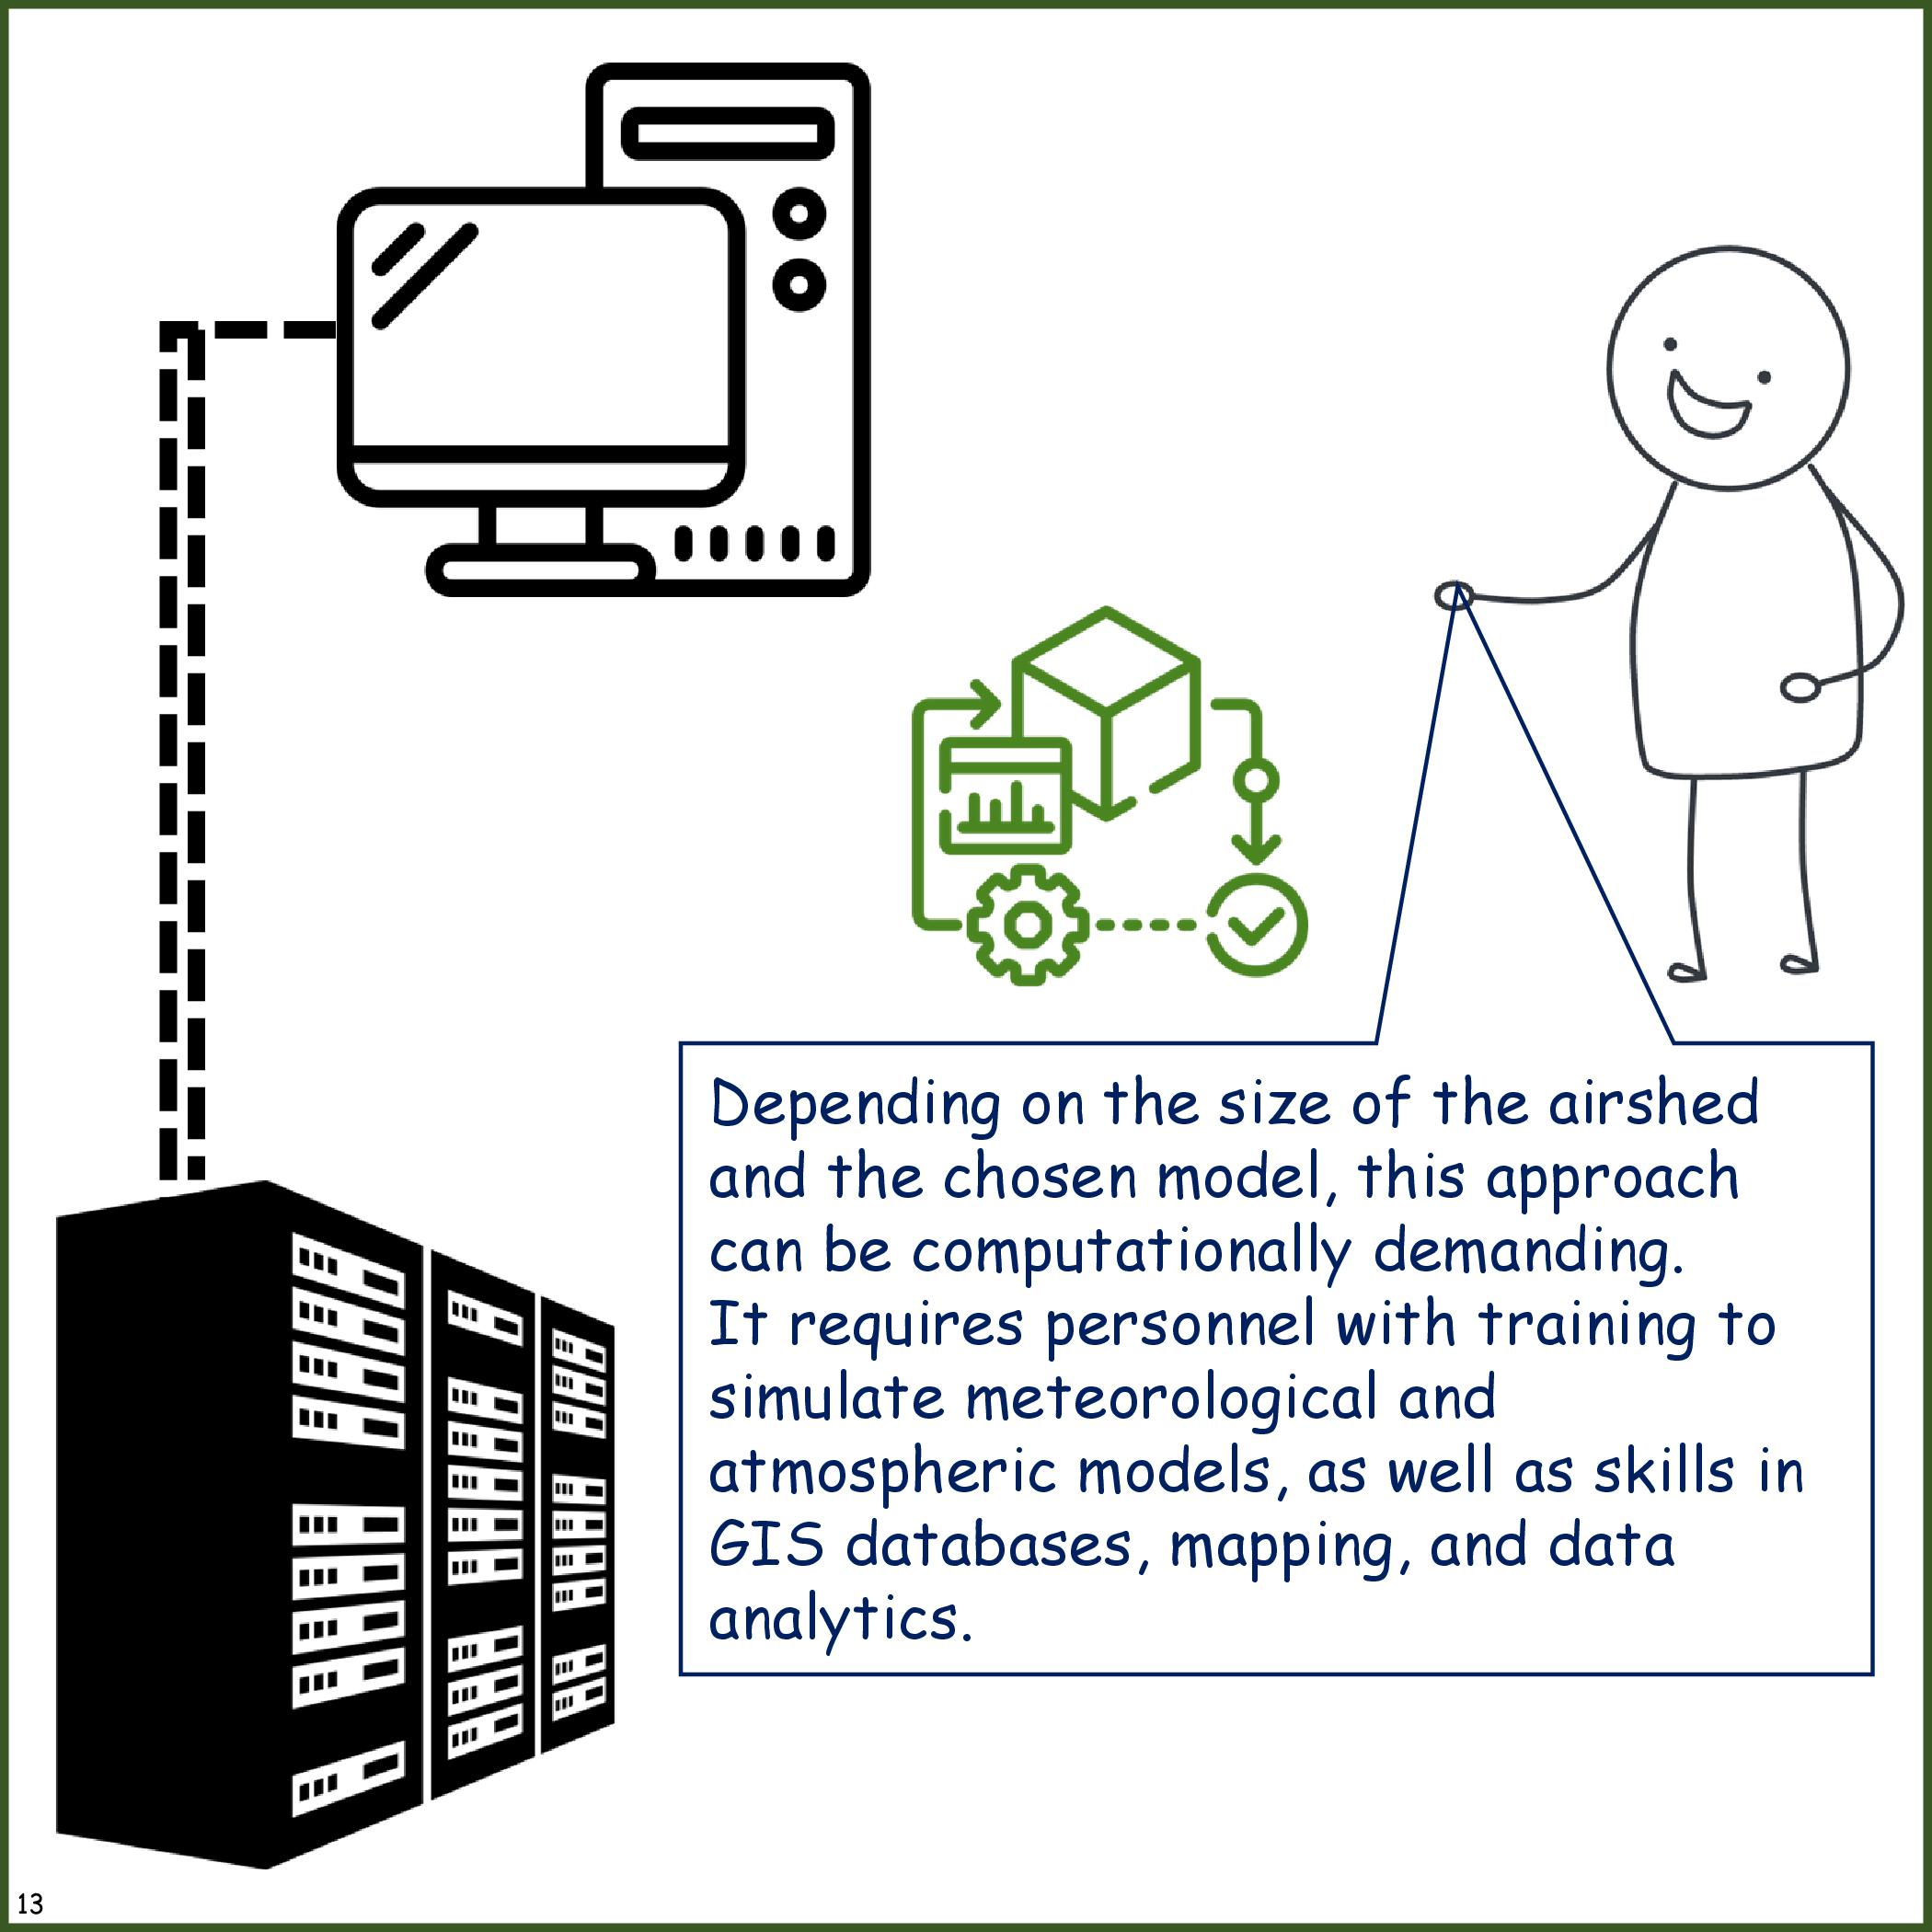 Depending on the size of the airshed
and the chosen model, this approach
can be computationally demanding.
It requires personnel with training to
simulate meteorological and
atmospheric models, as well as skills in
GIS databases, mapping, and data
analytics.
13